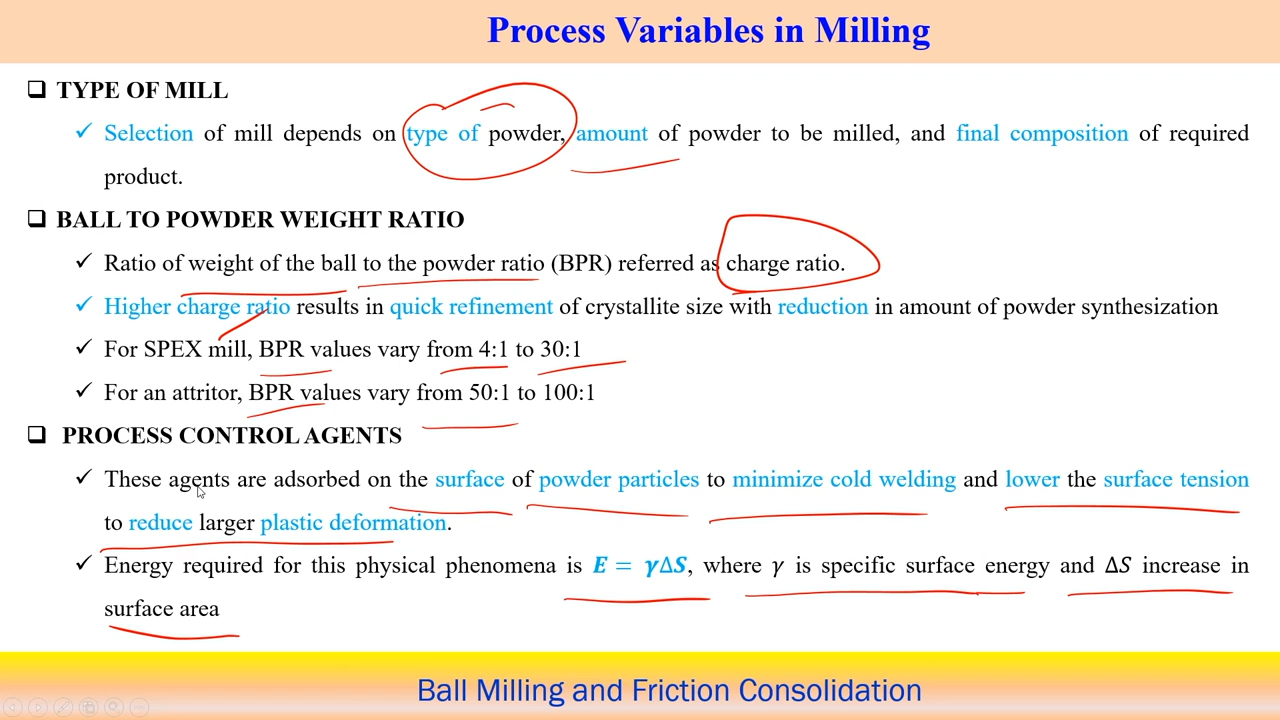 Process Variables in Milling
❑ TYPE OF MILL
✓ Selection of mill depends on type of powder, amount of powder to be milled, and final composition of required
product.
❑ BALL TO POWDER WEIGHT RATIO
✓ Ratio of weight of the ball to the powder ratio (BPR) referred as charge ratio.
✓ Higher charge ratio results in quick refinement of crystallite size with reduction in amount of powder synthesization
✓ For SPEX mill, BPR values vary from 4:1 to 30:1
✓ For an attritor, BPR values vary from 50:1 to 100:1
❑ PROCESS CONTROL AGENTS
✓ These agents are adsorbed on the surface of powder particles to minimize cold welding and lower the surface tension
to reduce larger plastic deformation.
✓ Energy required for this physical phenomena is E = γΔS, where γ is specific surface energy and ΔS increase in
surface area
Ball Milling and Friction Consolidation